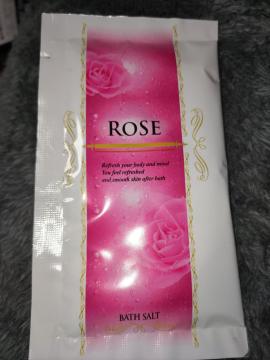 ROSE
Refresh your body and mind
You feel refreshed
and smooth skin after bath
BATH SALT